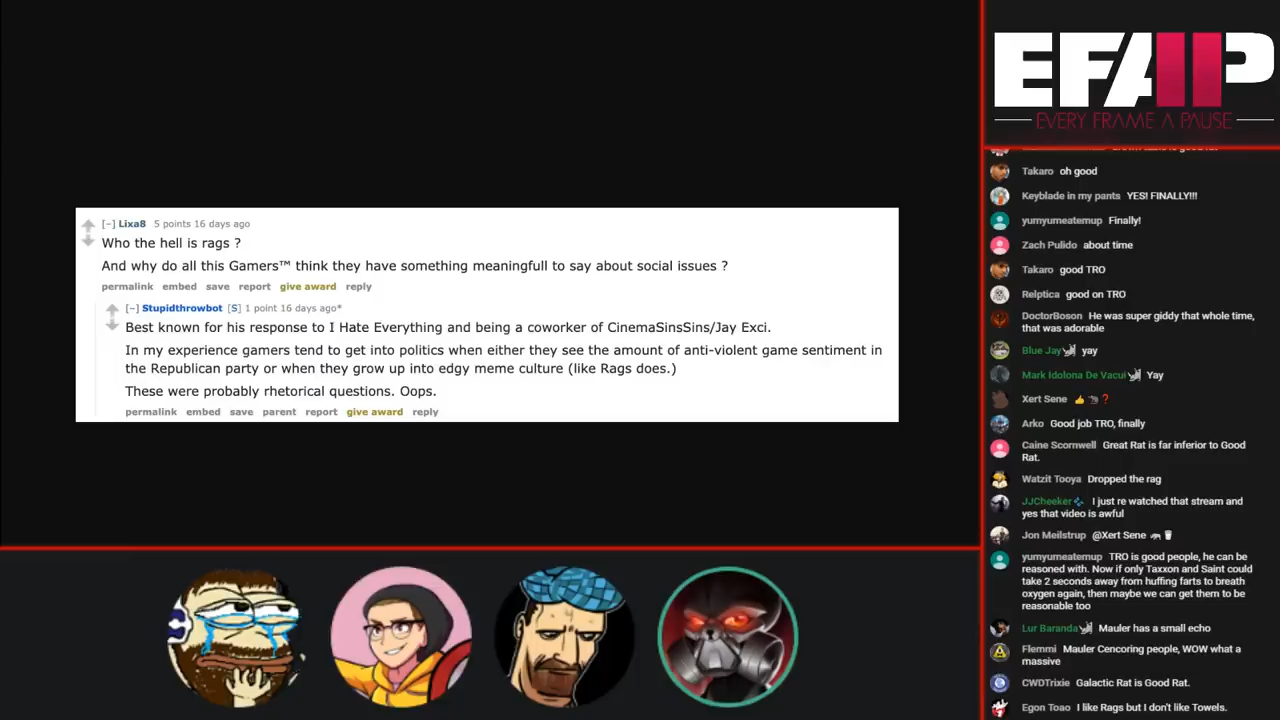 [−] Lixa8 5 points 16 days ago
Who the hell is rags ?
And why do all this Gamers™ think they have something meaningfull to say about social issues ?
permalink embed save report give award reply
[−] Stupidthrowbot [S] 1 point 16 days ago*
Best known for his response to I Hate Everything and being a coworker of CinemaSinsSins/Jay Exci.
In my experience gamers tend to get into politics when either they see the amount of anti-violent game sentiment in
the Republican party or when they grow up into edgy meme culture (like Rags does.)
These were probably rhetorical questions. Oops.
permalink embed save parent report give award reply
EFAP
EVERY FRAME A PAUSE
Takaro oh good
Keyblade in my pants YES! FINALLY!!!
yumyumeatemup Finally!
Zach Pulido about time
Takaro good TRO
Relptica good on TRO
DoctorBoson He was super giddy that whole time,
that was adorable
Blue Jay yay
Mark Idolona De Vacui Yay
Xert Sene 👍🐀❓
Arko Good job TRO, finally
Caine Scornwell Great Rat is far inferior to Good
Rat.
Watzit Tooya Dropped the rag
JJCheeker I just re watched that stream and
yes that video is awful
Jon Meilstrup @Xert Sene
yumyumeatemup TRO is good people, he can be
reasoned with. Now if only Taxxon and Saint could
take 2 seconds away from huffing farts to breath
oxygen again, then maybe we can get them to be
reasonable too
Lur Baranda Mauler has a small echo
Flemmi Mauler Cencoring people, WOW what a
massive
CWDTrixie Galactic Rat is Good Rat.
Egon Toao I like Rags but I don't like Towels.